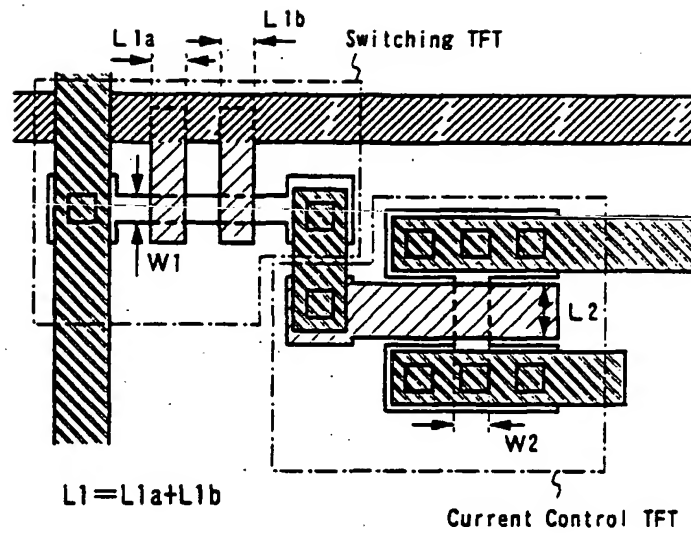 L1b
L1a
Switching TFT
W1
L2
W2
L1=L1a+L1b
Current Control TFT